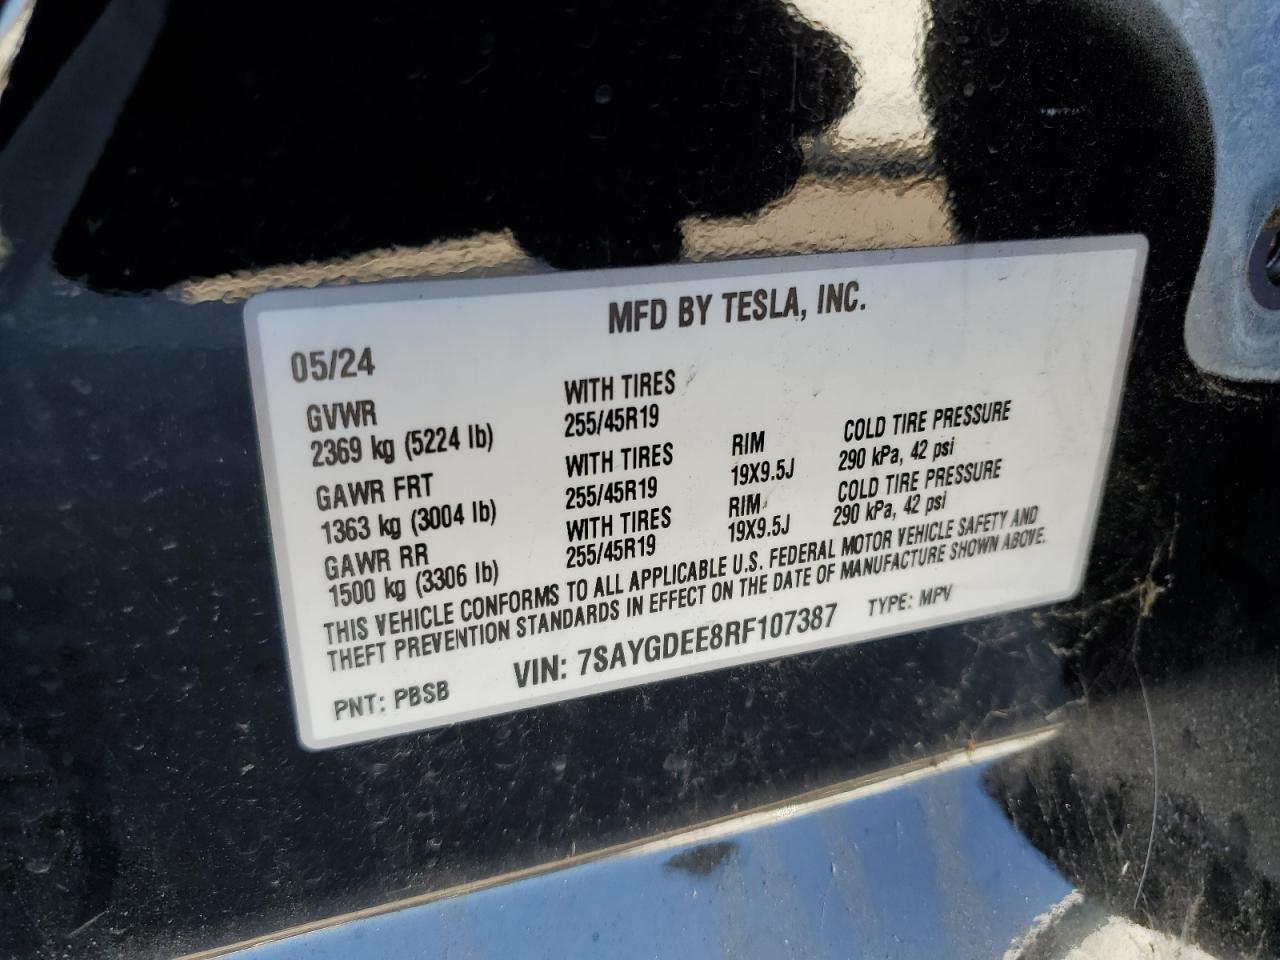 MFD BY TESLA, INC.
05/24
GVWR WITH TIRES
2369 kg (5224 lb) 255/45R19
GAWR FRT WITH TIRES RIM COLD TIRE PRESSURE
1363 kg (3004 lb) 255/45R19 19X9.5J 290 kPa, 42 psi
GAWR RR WITH TIRES RIM COLD TIRE PRESSURE
1500 kg (3306 lb) 255/45R19 19X9.5J 290 kPa, 42 psi
THIS VEHICLE CONFORMS TO ALL APPLICABLE U.S. FEDERAL MOTOR VEHICLE SAFETY AND
THEFT PREVENTION STANDARDS IN EFFECT ON THE DATE OF MANUFACTURE SHOWN ABOVE.
PNT: PBSB VIN: 7SAYGDEE8RF107387 TYPE: MPV